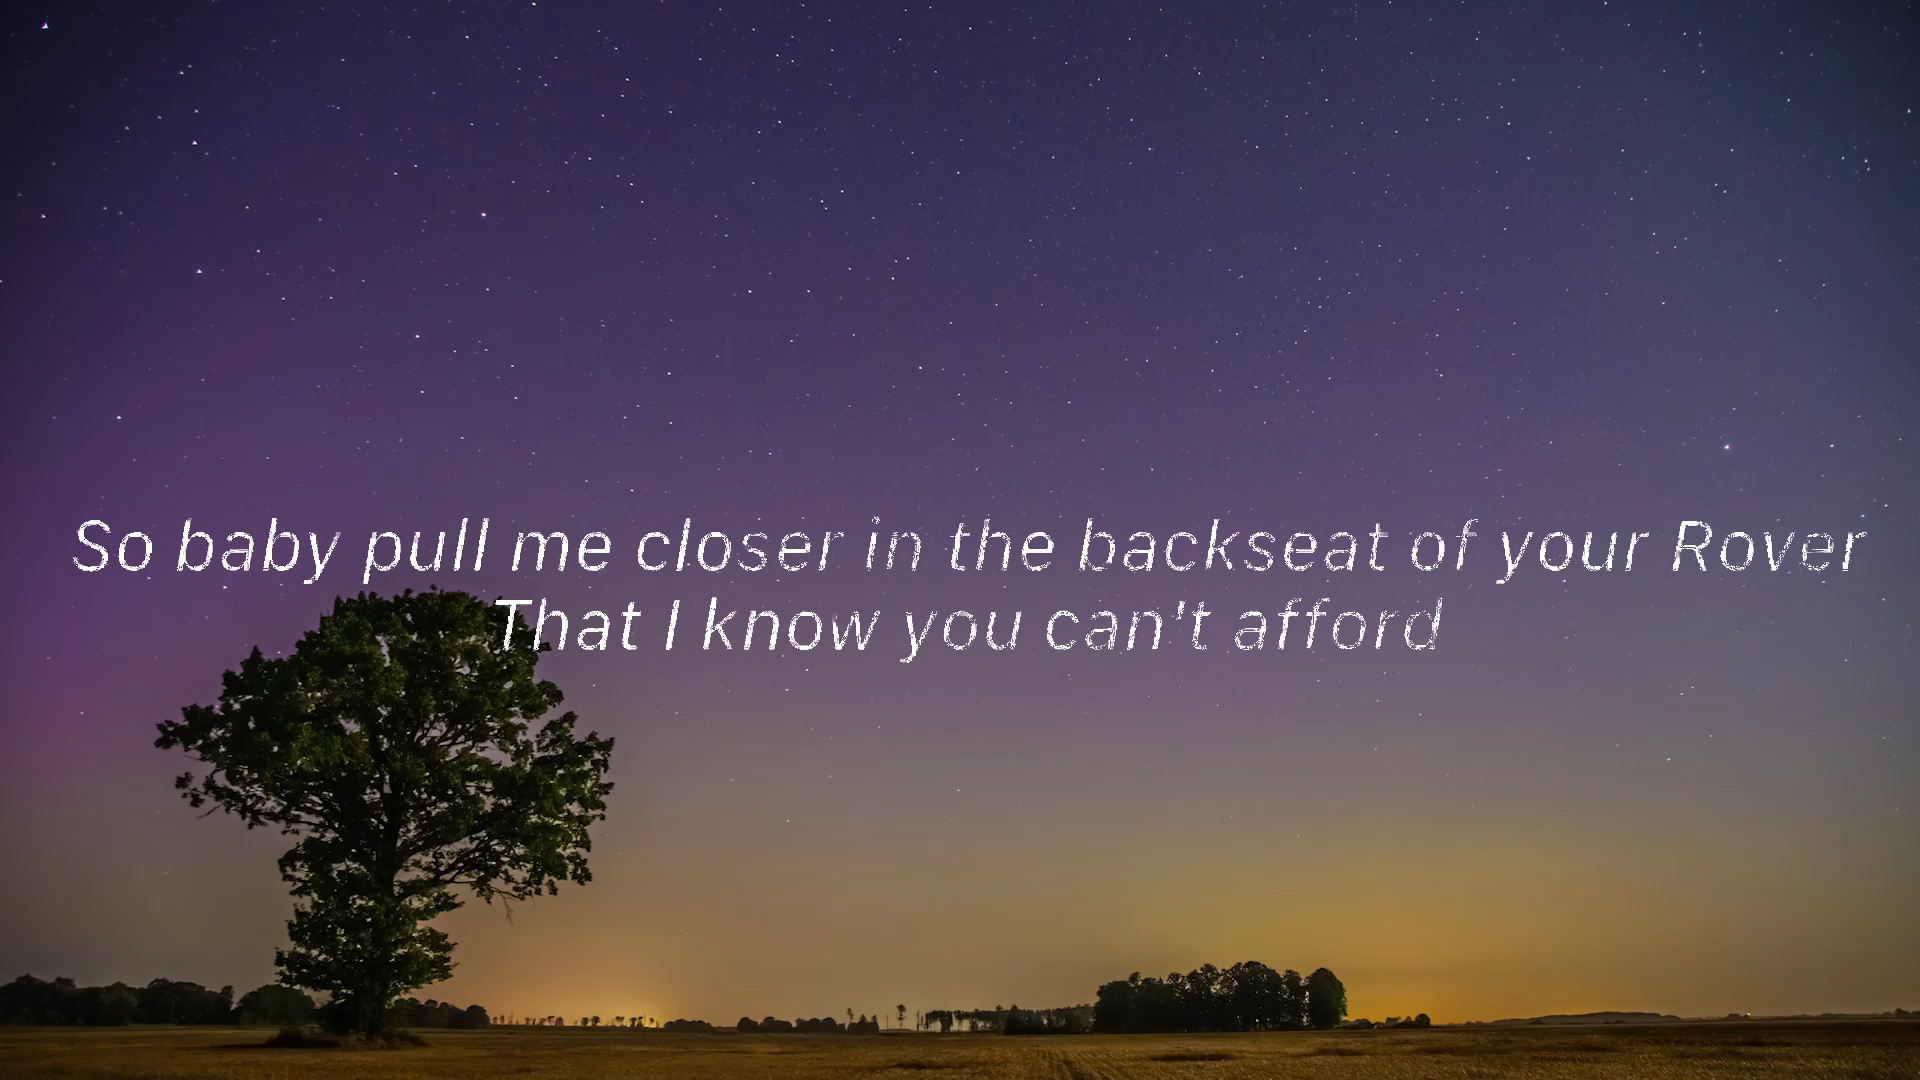 So baby pull me closer in the backseat of your Rover
That I know you can't afford